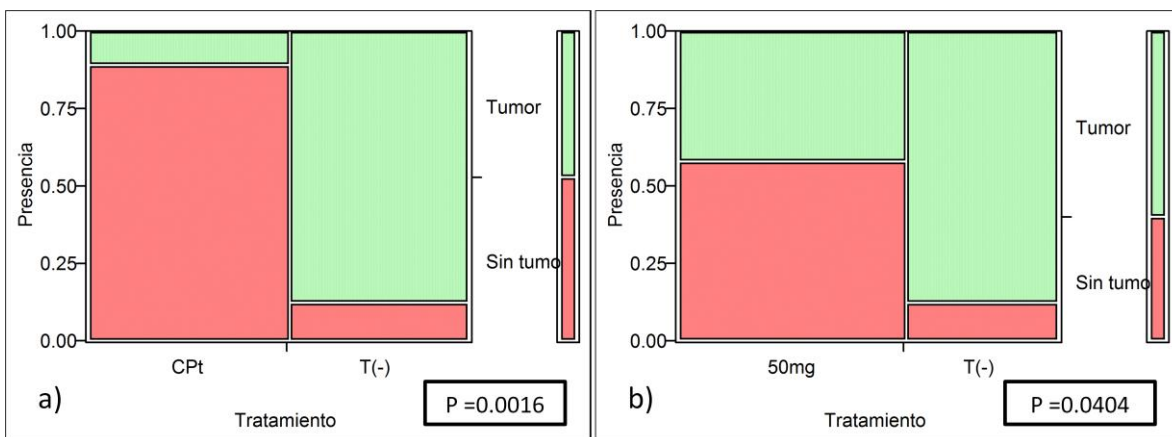 1.00
0.75
0.50
0.25
0.00
Presencia
Tumor
Sin tumo
CPt
T(-)
Tratamiento
a)
P =0.0016
1.00
0.75
0.50
0.25
0.00
Presencia
Tumor
Sin tumo
50mg
T(-)
Tratamiento
b)
P =0.0404